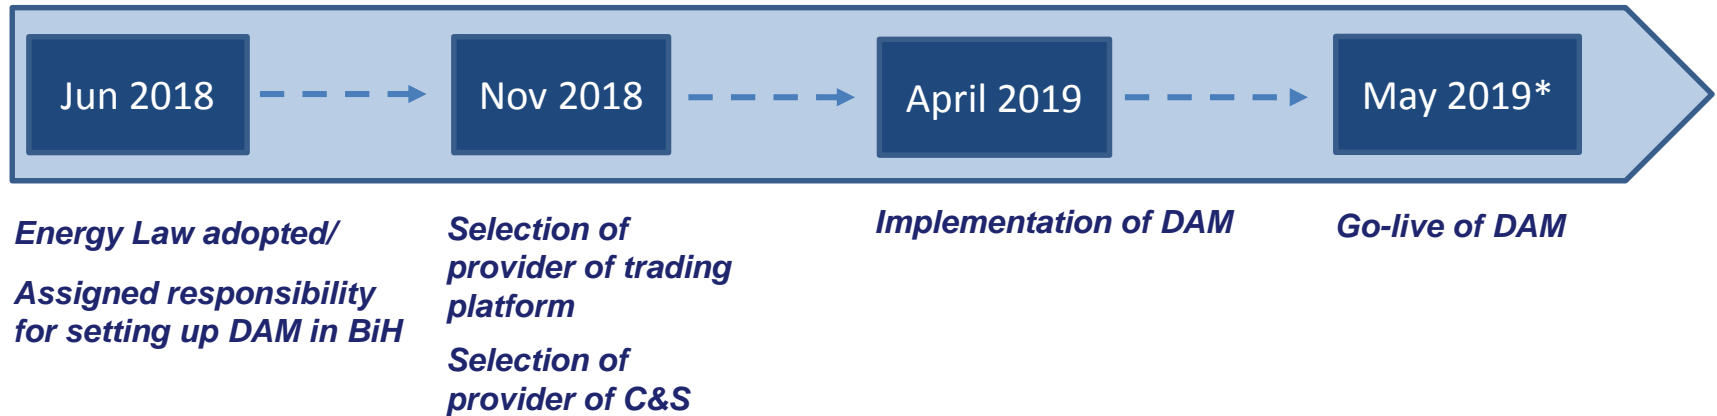 Jun 2018
Nov 2018
April 2019
May 2019*
Energy Law adopted/
Assigned responsibility
for setting up DAM in BiH
Selection of
provider of trading
platform
Selection of
provider of C&S
Implementation of DAM
Go-live of DAM